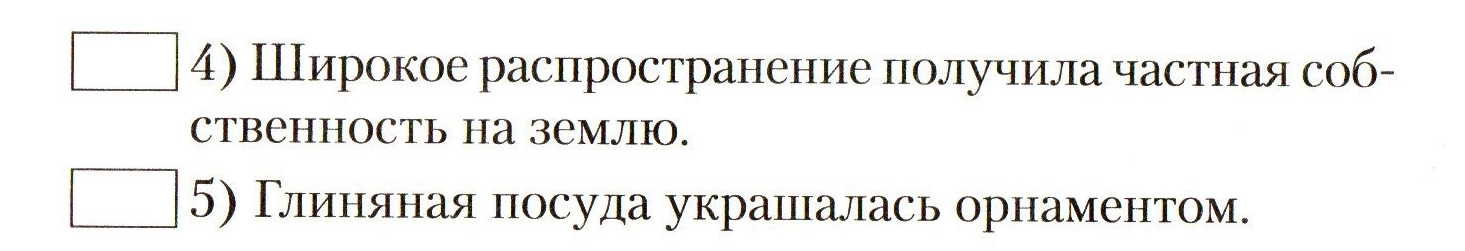 4) Широкое распространение получила частная соб-
ственность на землю.
5) Глиняная посуда украшалась орнаментом.